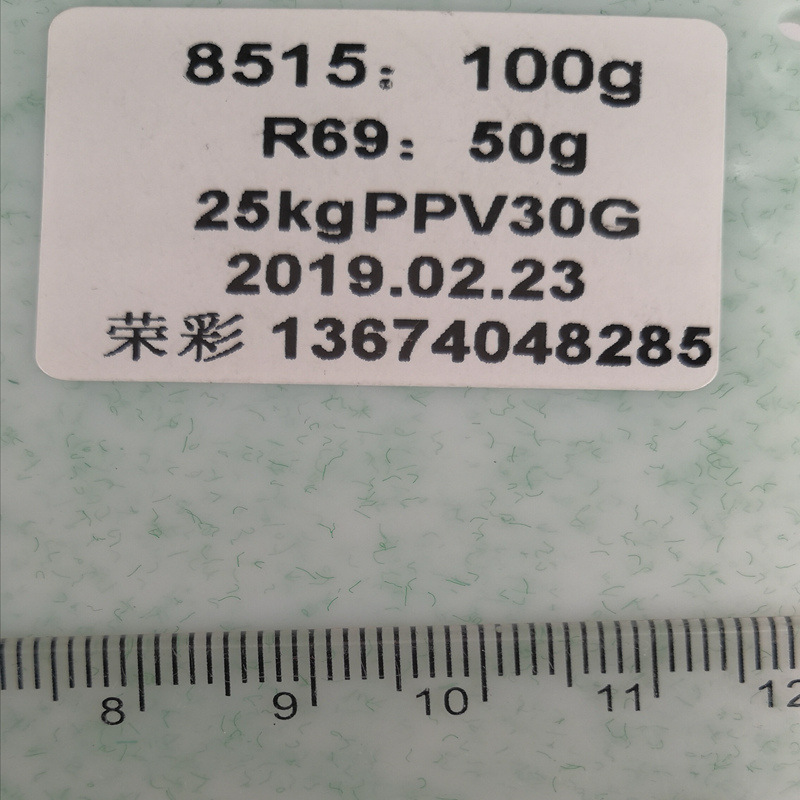 8515： 100g
R69： 50g
25kgPPV30G
2019.02.23
荣彩 13674048285
8 9 10 11 12